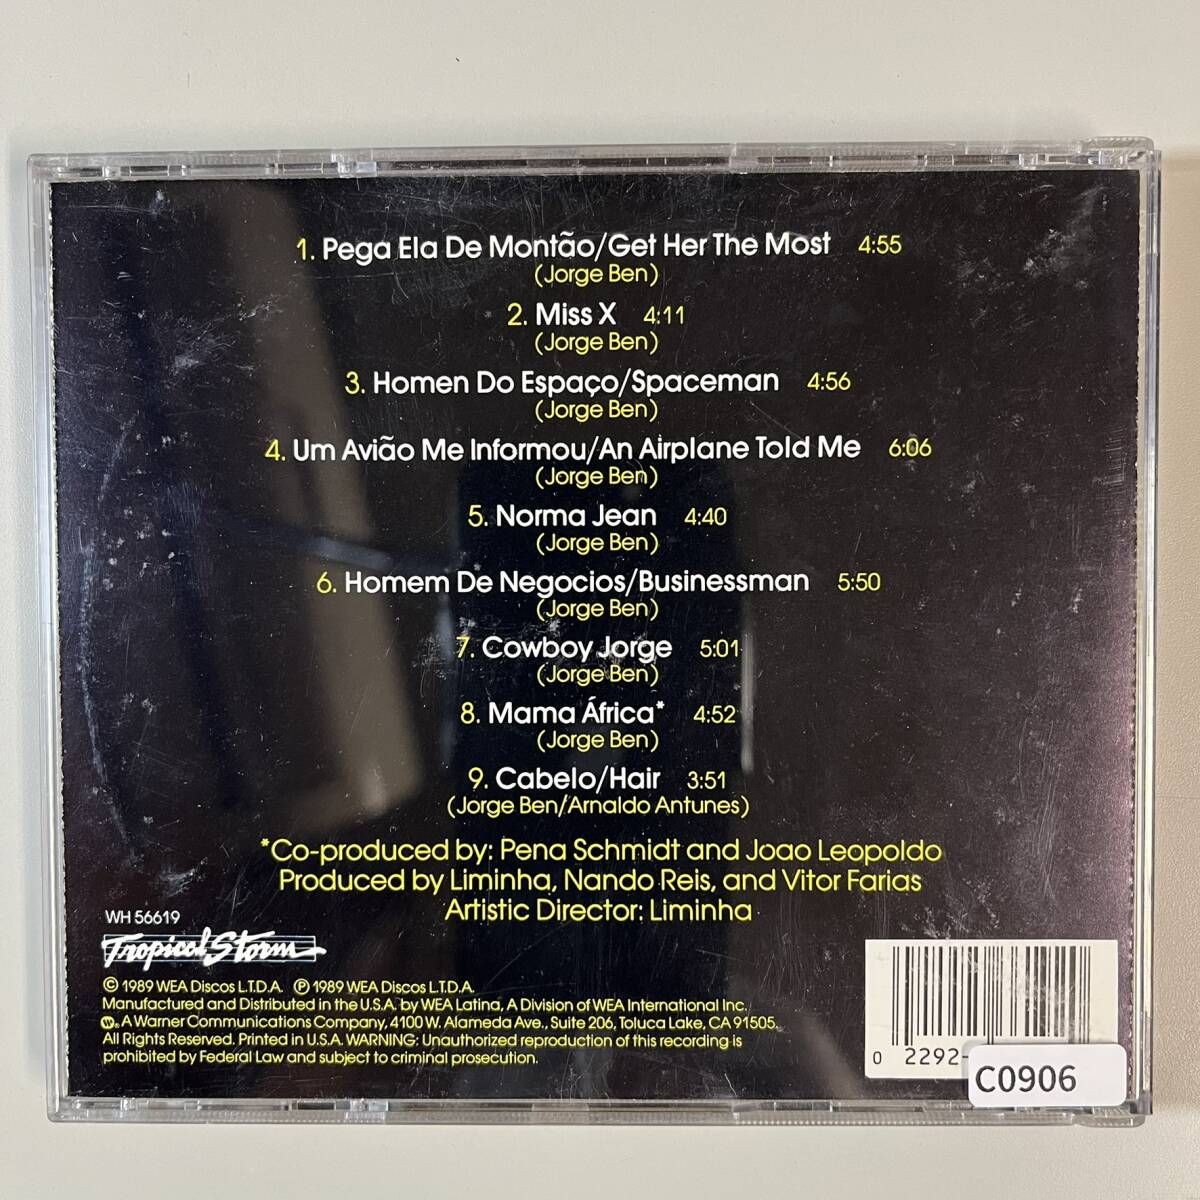 1. Pega Ela De Montão/Get Her The Most 4:55
(Jorge Ben)
2. Miss X 4:11
(Jorge Ben)
3. Homen Do Espaço/Spaceman 4:56
(Jorge Ben)
4. Um Avião Me Informou/An Airplane Told Me 6:06
(Jorge Ben)
5. Norma Jean 4:40
(Jorge Ben)
6. Homem De Negocios/Businessman 5:50
(Jorge Ben)
7. Cowboy Jorge 5:01
(Jorge Ben)
8. Mama África* 4:52
(Jorge Ben)
9. Cabelo/Hair 3:51
(Jorge Ben/Arnaldo Antunes)
*Co-produced by: Pena Schmidt and Joao Leopoldo
Produced by Liminha, Nando Reis, and Vitor Farias
Artistic Director: Liminha
WH 56619
Tropical Storm
© 1989 WEA Discos L.T.D.A. ℗ 1989 WEA Discos L.T.D.A.
Manufactured and Distributed in the U.S.A. by WEA Latina, A Division of WEA International Inc.
W. A Warner Communications Company, 4100 W. Alameda Ave., Suite 206, Toluca Lake, CA 91505.
All Rights Reserved. Printed in U.S.A. WARNING: Unauthorized reproduction of this recording is
prohibited by Federal Law and subject to criminal prosecution.
0 2292-
C0906